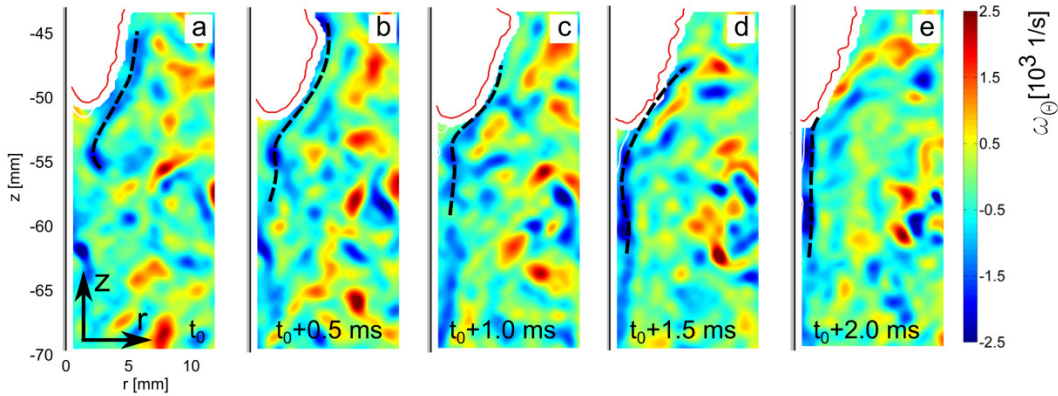 a
b
c
d
e
-43
-50
-55
-60
-65
-70
z [mm]
z
r
t0
t0+0.5 ms
t0+1.0 ms
t0+1.5 ms
t0+2.0 ms
0
5
10
r [mm]
2.5
1.5
0.5
-0.5
-1.5
-2.5
ωΘ[10³ 1/s]